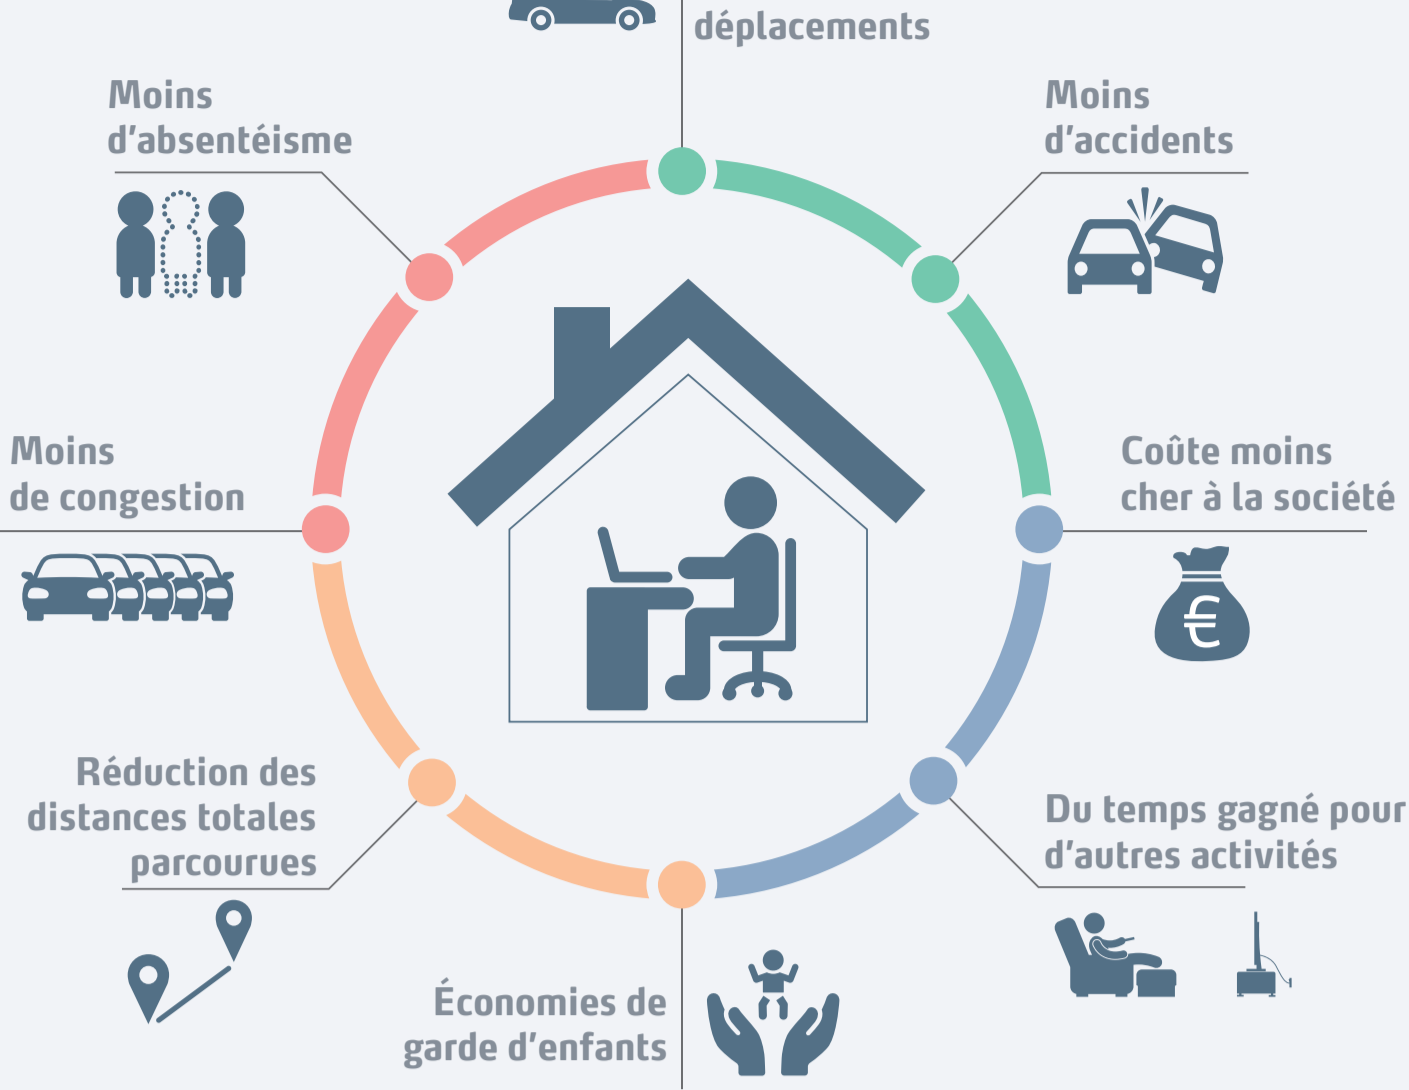 déplacements
Moins
d'absentéisme
Moins
d'accidents
Moins
de congestion
Coûte moins
cher à la société
€
Réduction des
distances totales
parcourues
Du temps gagné pour
d'autres activités
Économies de
garde d'enfants